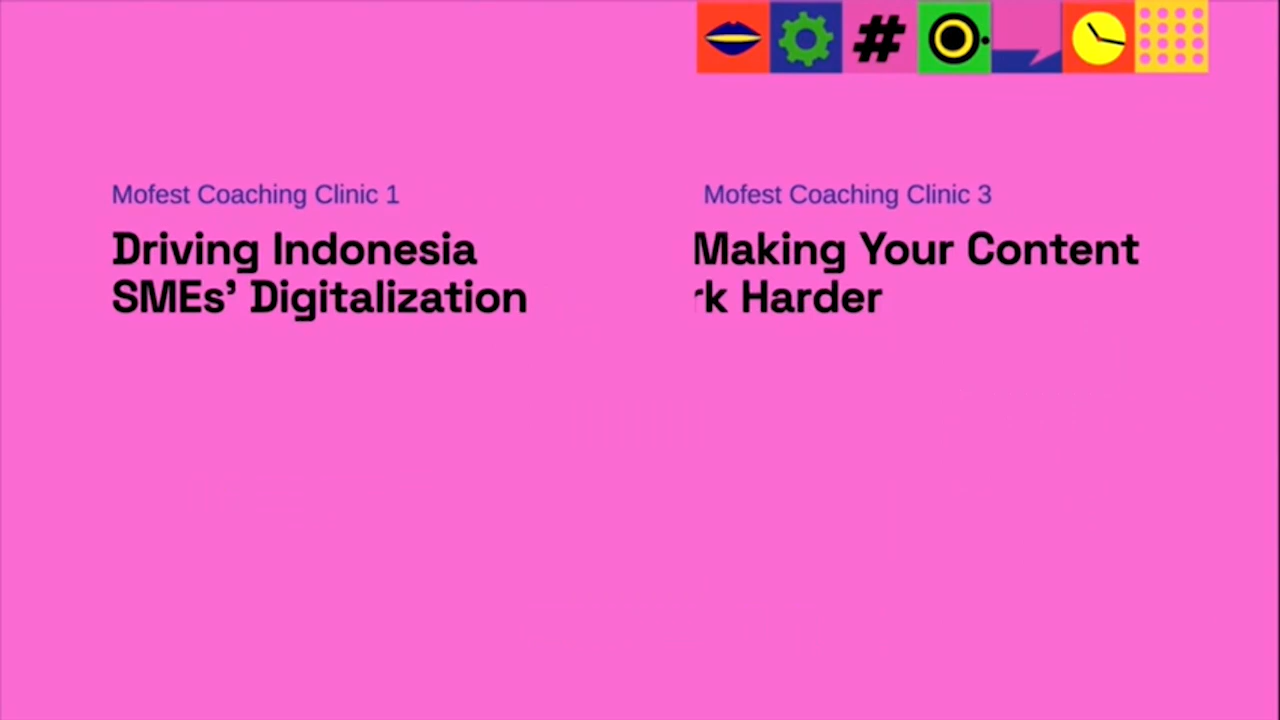 Mofest Coaching Clinic 1
Driving Indonesia
SMEs’ Digitalization
Mofest Coaching Clinic 3
Making Your Content
rk Harder
#